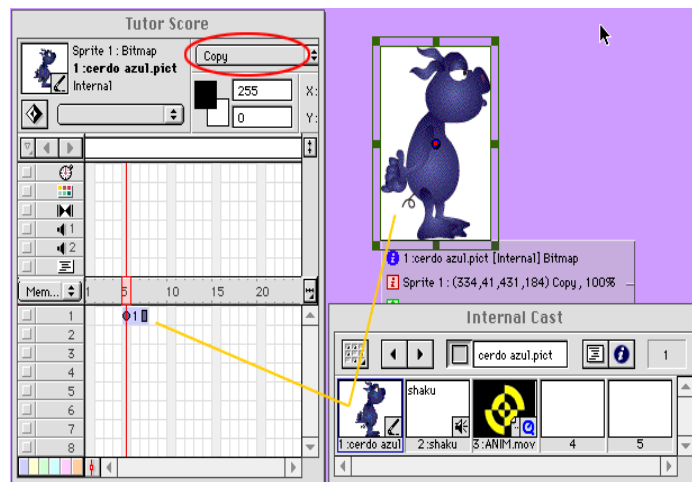 Tutor Score
Sprite 1 : Bitmap
1 :cerdo azul.pict
Internal
Copy
255
0
X:
Y:
1
2
Mem...
1 5 10 15 20
1
1
2
3
4
5
6
7
8
1 :cerdo azul.pict [Internal] Bitmap
Sprite 1 : (334,41,431,184) Copy, 100%
Internal Cast
cerdo azul.pict
1
shaku
1 :cerdo azul
2 :shaku
3 :ANIM.mov
4
5